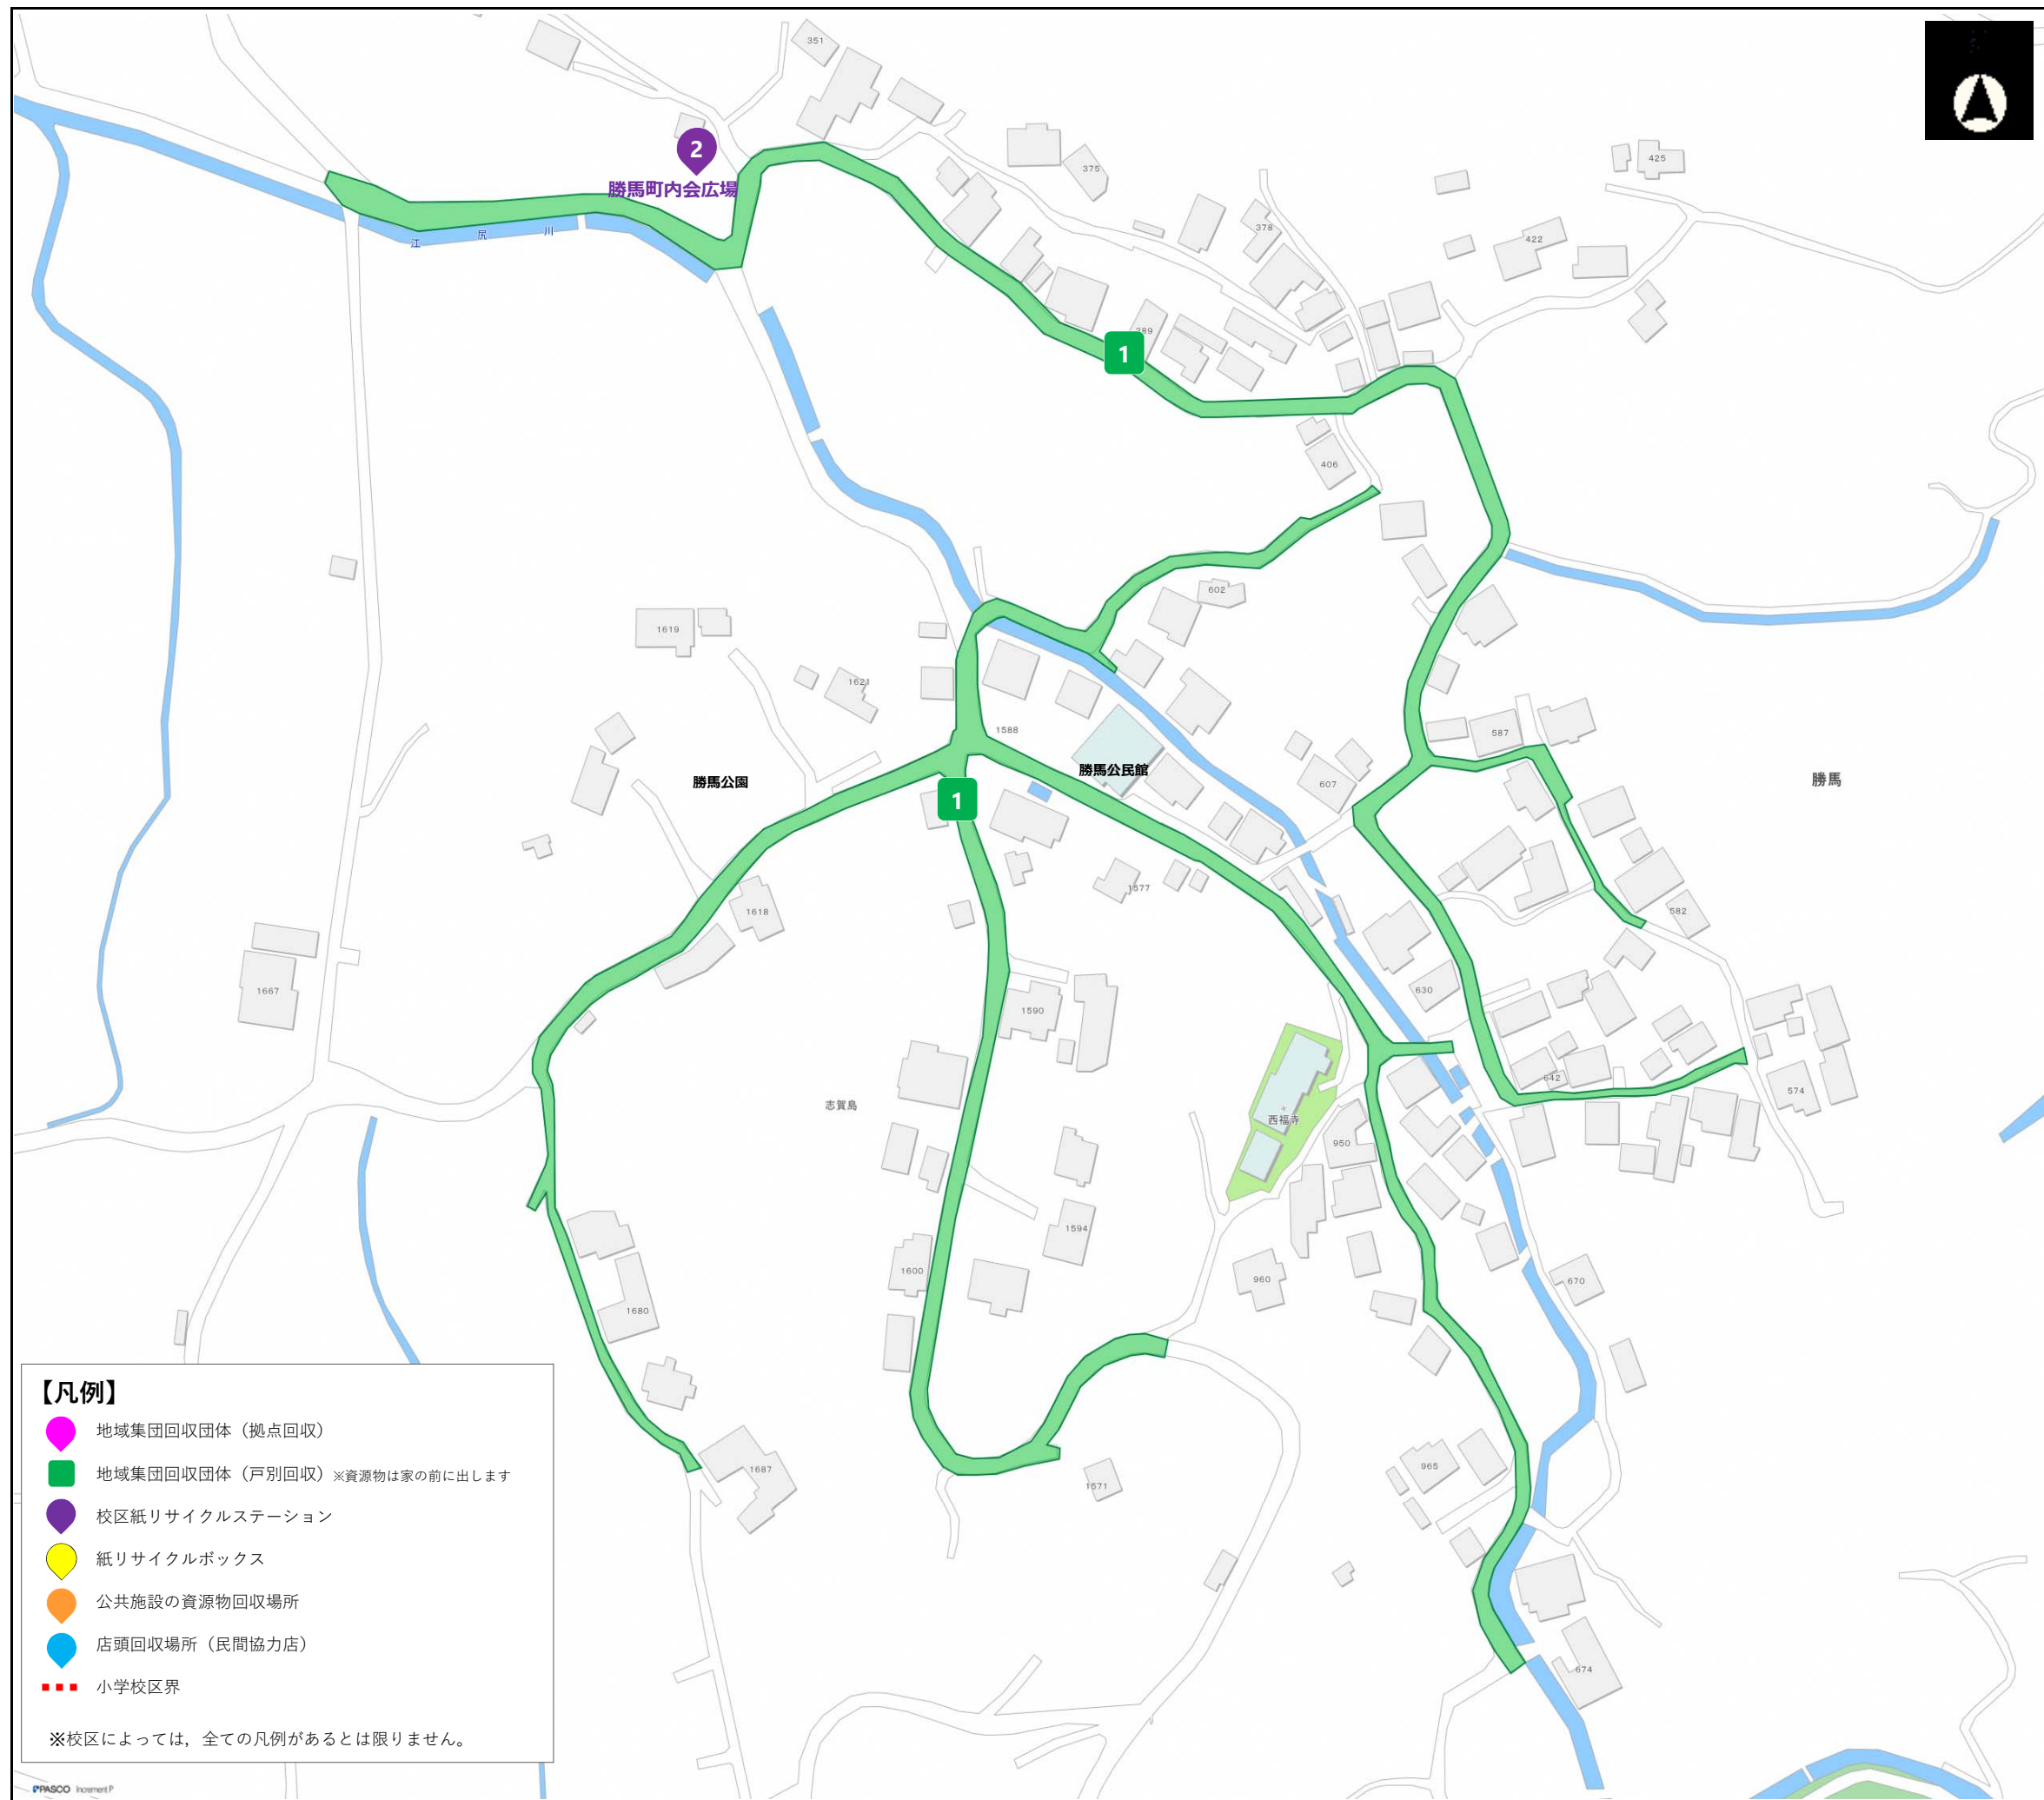 351
2
375
425
勝馬町内会広場
378
422
江尻川
389
1
406
602
1619
1621
1588
587
勝馬公民館
勝馬公園
607
勝馬
1
1577
1618
582
1667
630
1590
642
574
志賀島
西福寺
950
1594
1600
960
670
1680
965
1687
1571
674
【凡例】
地域集団回収団体（拠点回収）
地域集団回収団体（戸別回収）※資源物は家の前に出します
校区紙リサイクルステーション
紙リサイクルボックス
公共施設の資源物回収場所
店頭回収場所（民間協力店）
小学校区界
※校区によっては，全ての凡例があるとは限りません。
PASCO Increment P